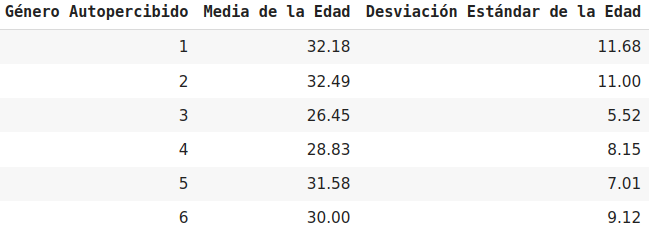 Género Autopercibido Media de la Edad Desviación Estándar de la Edad
1 32.18 11.68
2 32.49 11.00
3 26.45 5.52
4 28.83 8.15
5 31.58 7.01
6 30.00 9.12